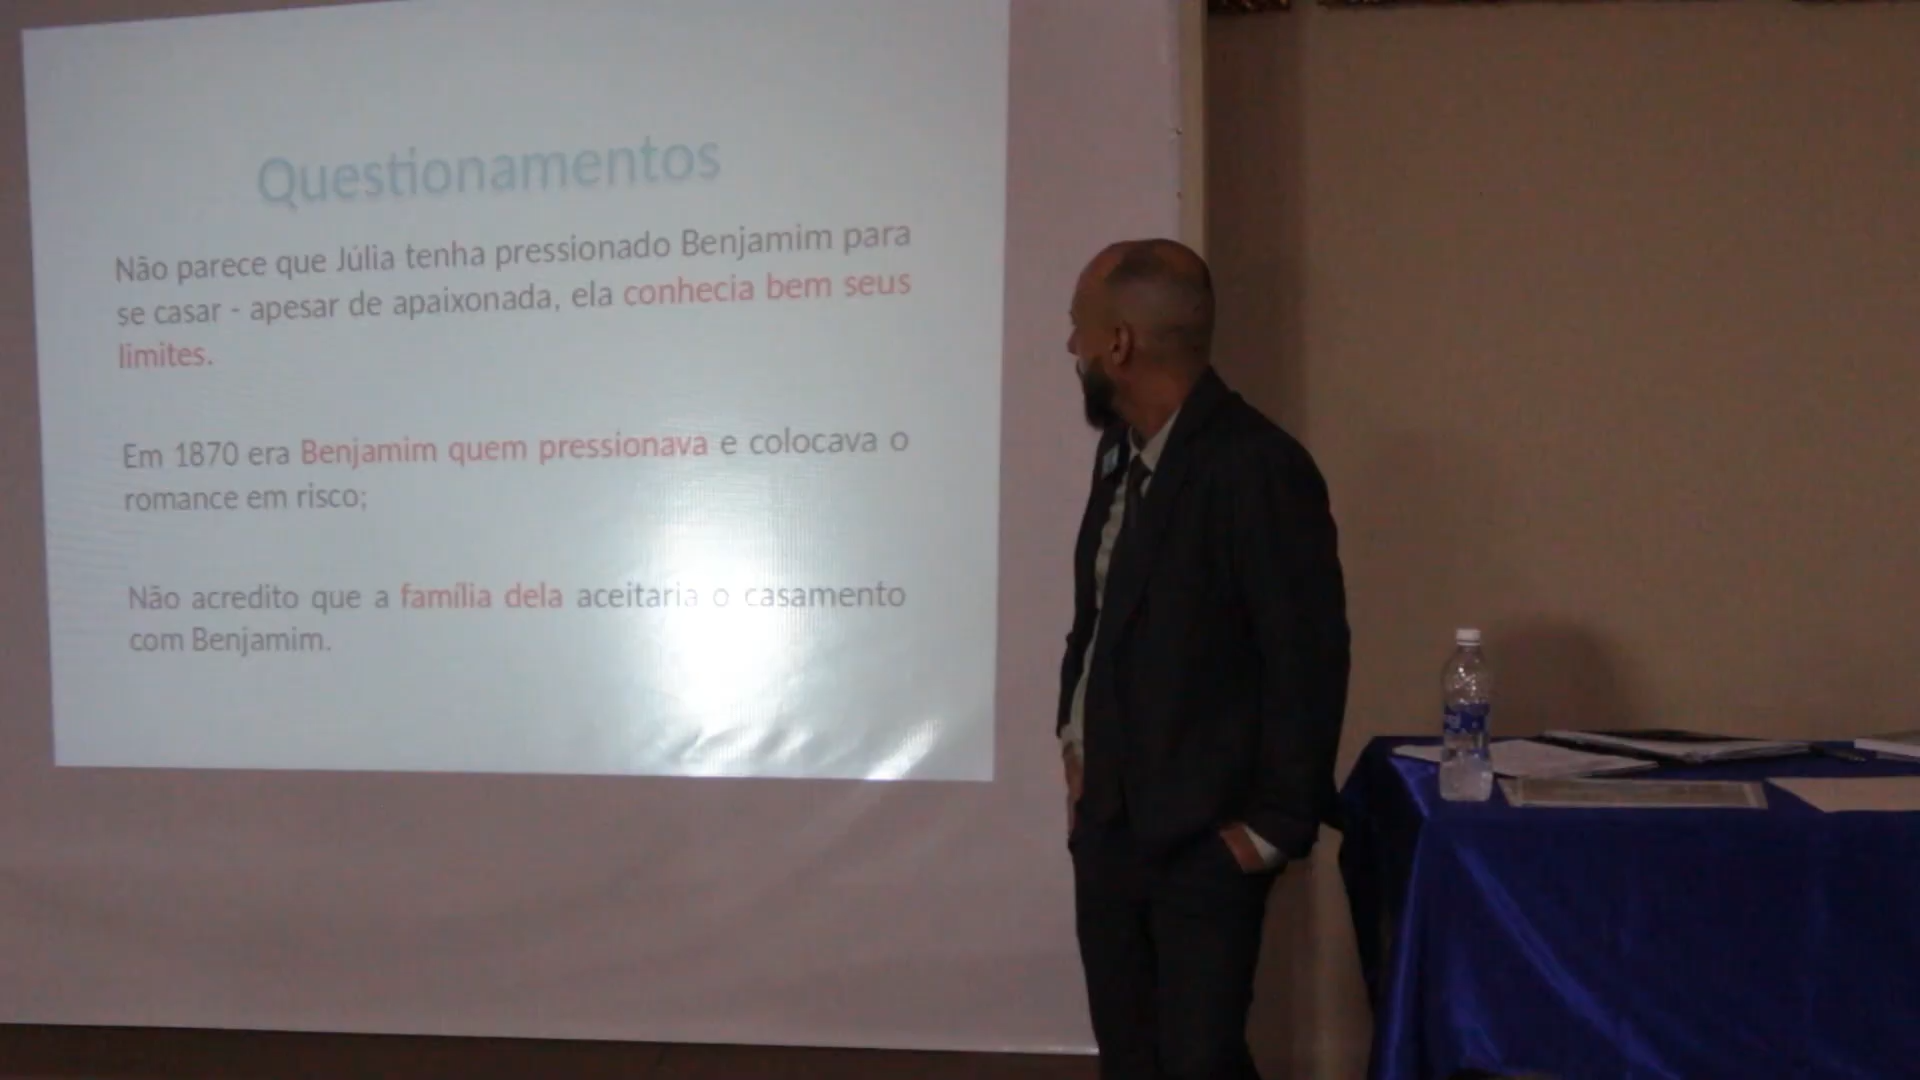 Questionamentos
Não parece que Júlia tenha pressionado Benjamim para
se casar - apesar de apaixonada, ela conhecia bem seus
limites.
Em 1870 era Benjamim quem pressionava e colocava o
romance em risco;
Não acredito que a família dela aceitaria o casamento
com Benjamim.